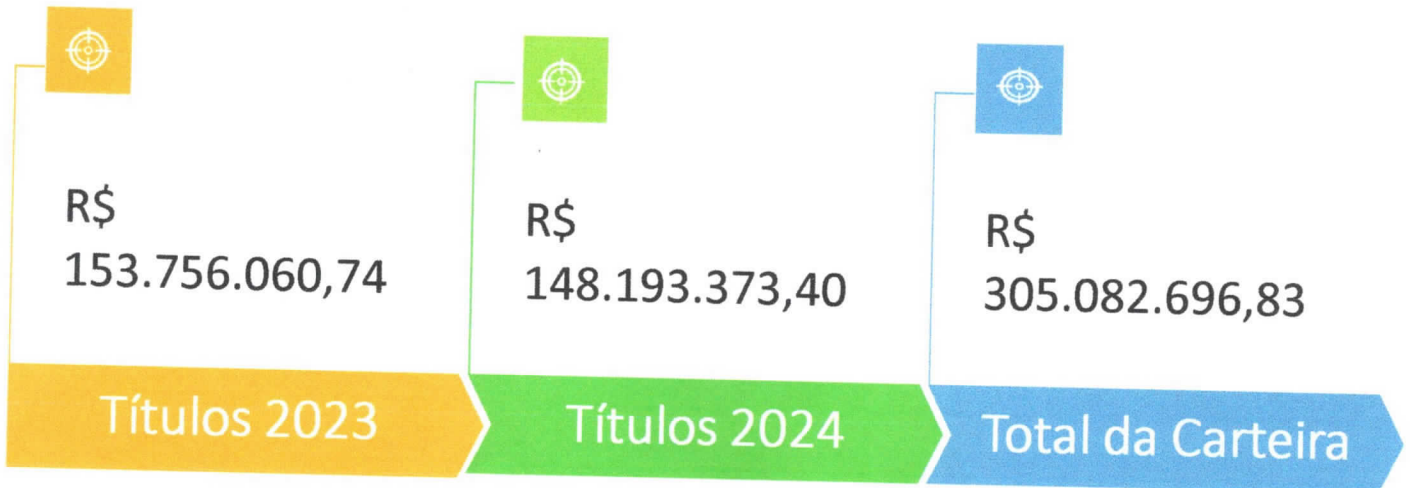 R$
153.756.060,74
Títulos 2023
R$
148.193.373,40
Títulos 2024
R$
305.082.696,83
Total da Carteira